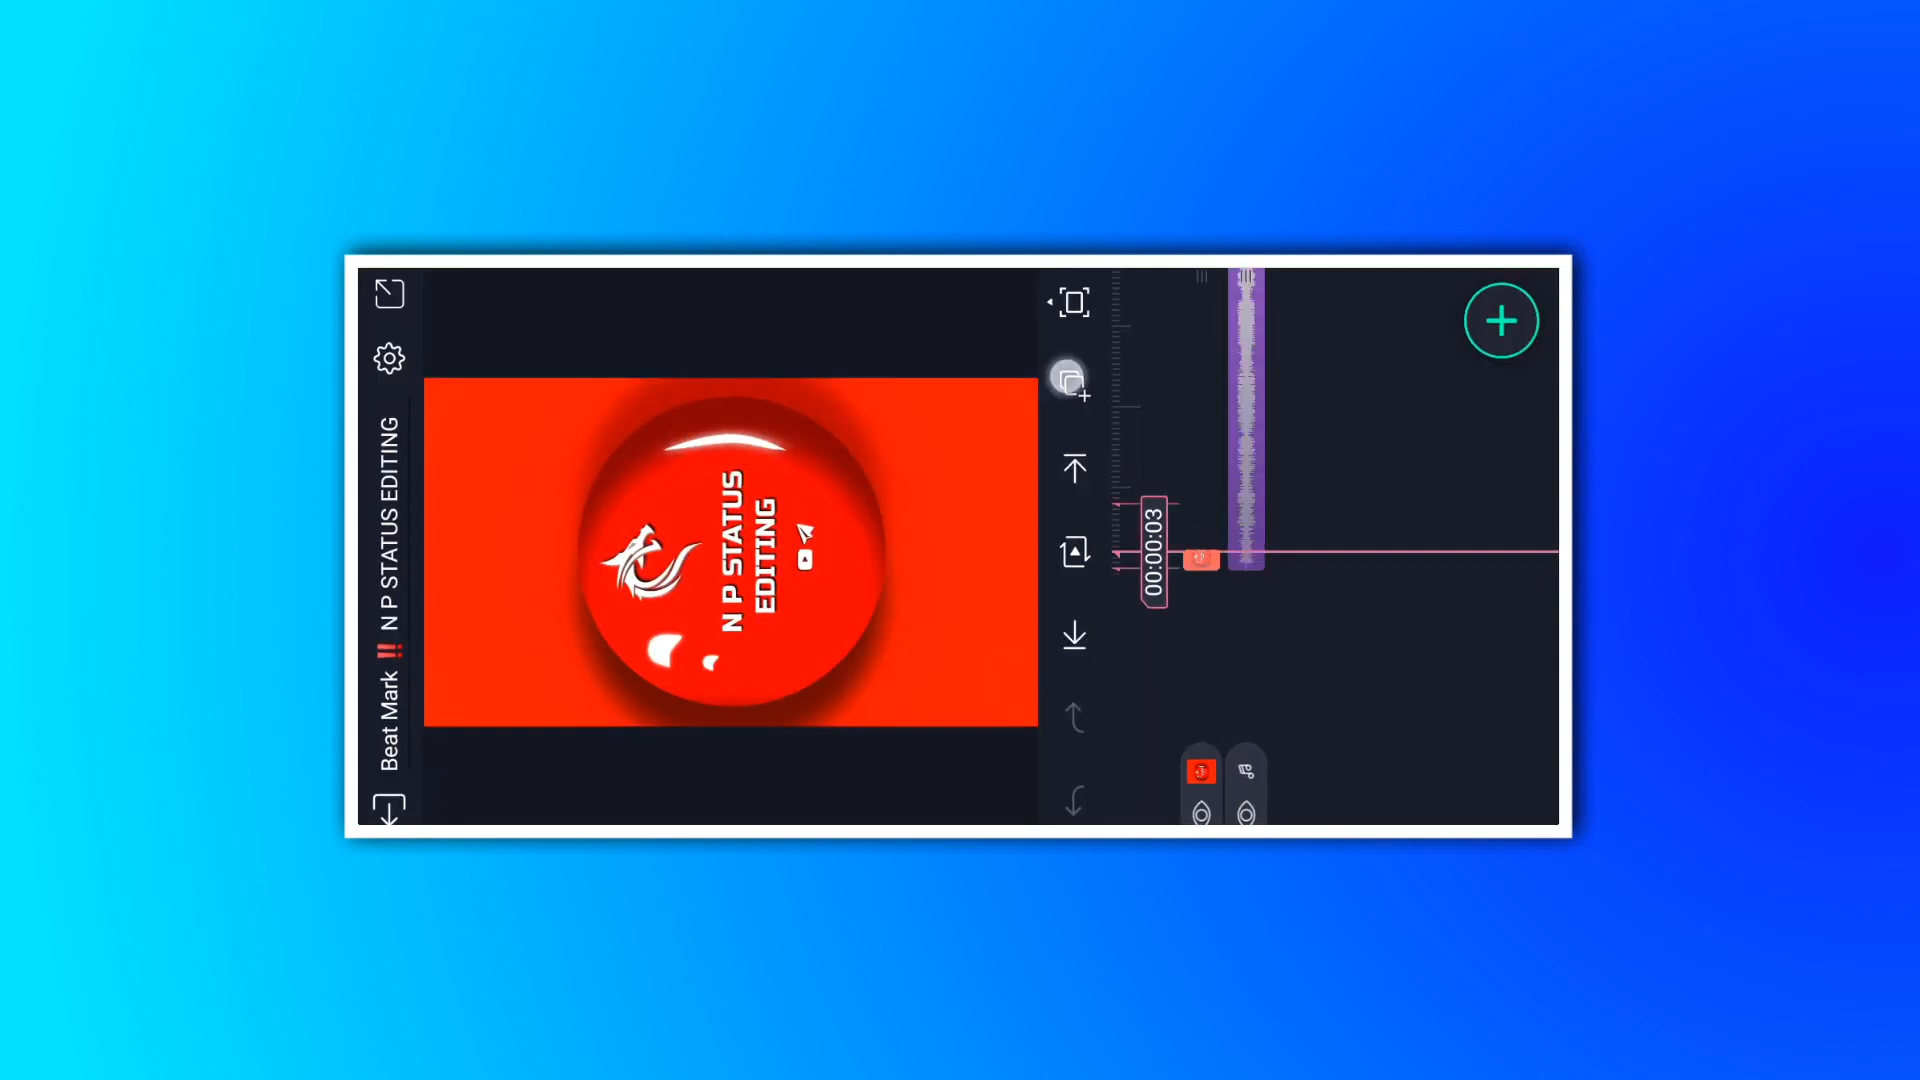 Beat Mark ‼️ N P STATUS EDITING
N P STATUS
EDITING
00:00:03